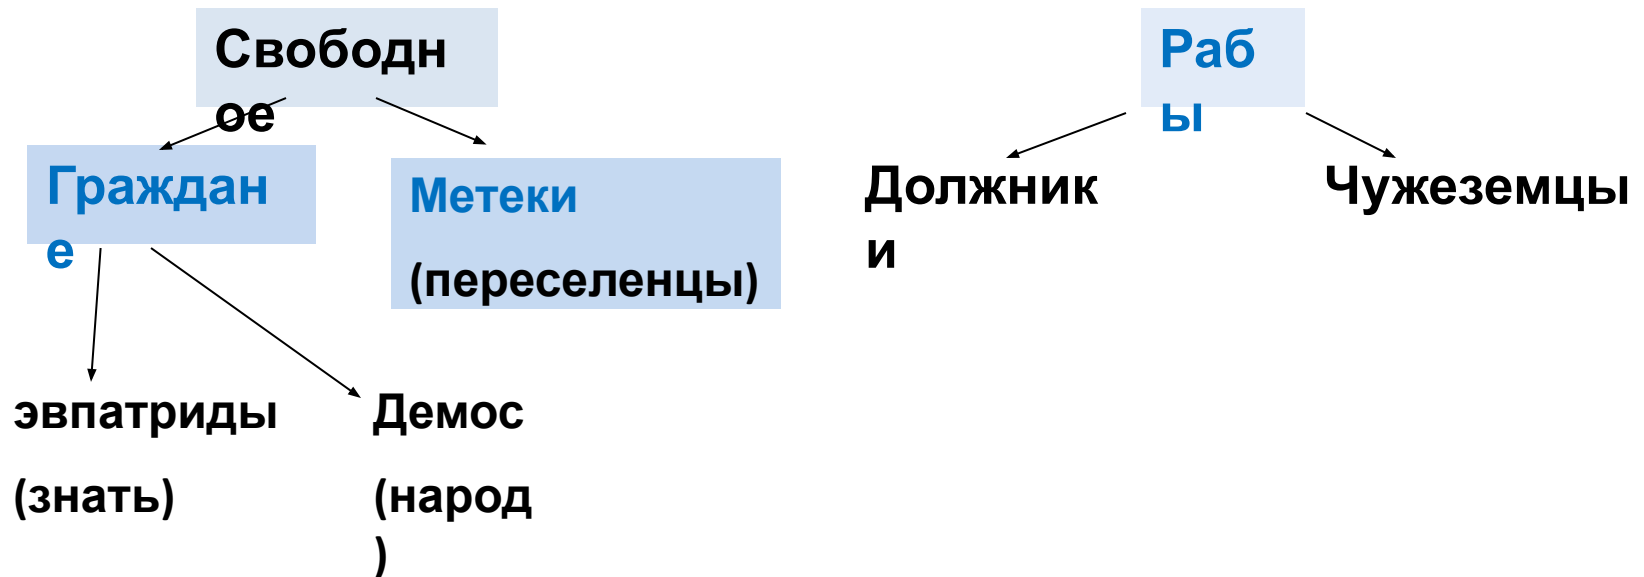 Свободн
ое
Раб
ы
Граждан
е
Метеки
(переселенцы)
Должник
и
Чужеземцы
эвпатриды
(знать)
Демос
(народ
)